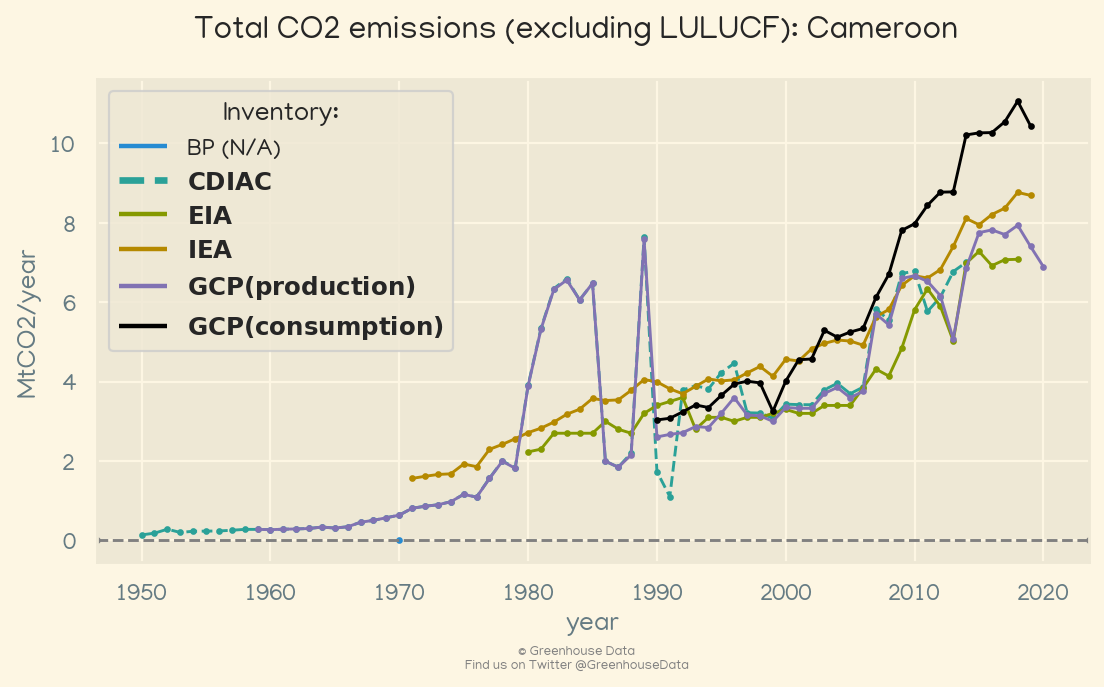 Total CO2 emissions (excluding LULUCF): Cameroon
Inventory:
BP (N/A)
CDIAC
EIA
IEA
GCP(production)
GCP(consumption)
MtCO2/year
10
8
6
4
2
0
1950 1960 1970 1980 1990 2000 2010 2020
year
© Greenhouse Data
Find us on Twitter @GreenhouseData